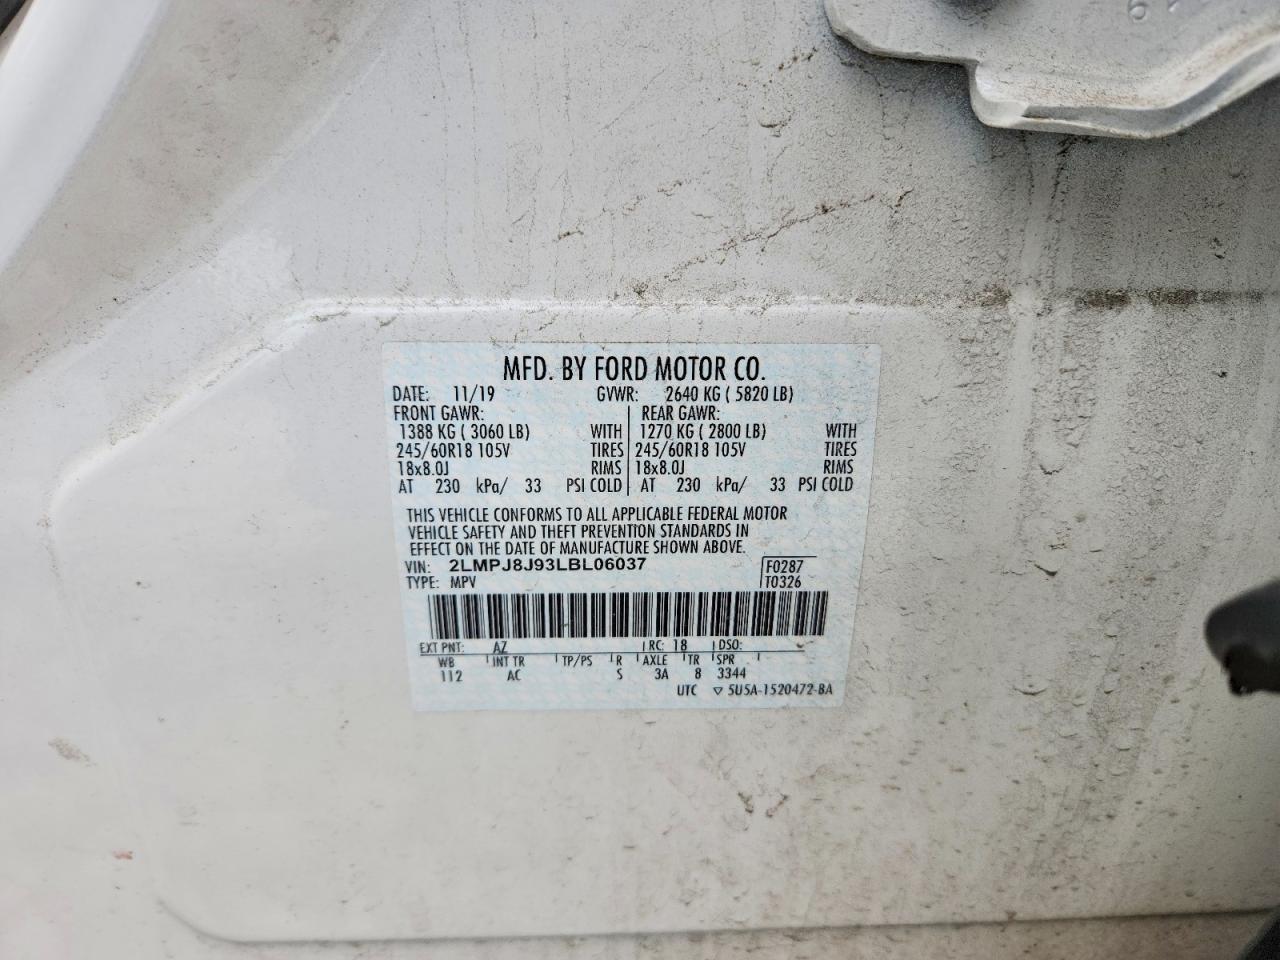 MFD. BY FORD MOTOR CO.
DATE: 11/19 GVWR: 2640 KG ( 5820 LB)
FRONT GAWR: REAR GAWR:
1388 KG ( 3060 LB) WITH 1270 KG ( 2800 LB) WITH
245/60R18 105V TIRES 245/60R18 105V TIRES
18x8.0J RIMS 18x8.0J RIMS
AT 230 kPa/ 33 PSI COLD AT 230 kPa/ 33 PSI COLD
THIS VEHICLE CONFORMS TO ALL APPLICABLE FEDERAL MOTOR
VEHICLE SAFETY AND THEFT PREVENTION STANDARDS IN
EFFECT ON THE DATE OF MANUFACTURE SHOWN ABOVE.
VIN: 2LMPJ8J93LBL06037 F0287
TYPE: MPV T0326
EXT PNT: AZ RC: 18 DSO:
WB INT TR TP/PS R AXLE TR SPR
112 AC S 3A 8 3344
UTC ▽ 5U5A-1520472-BA